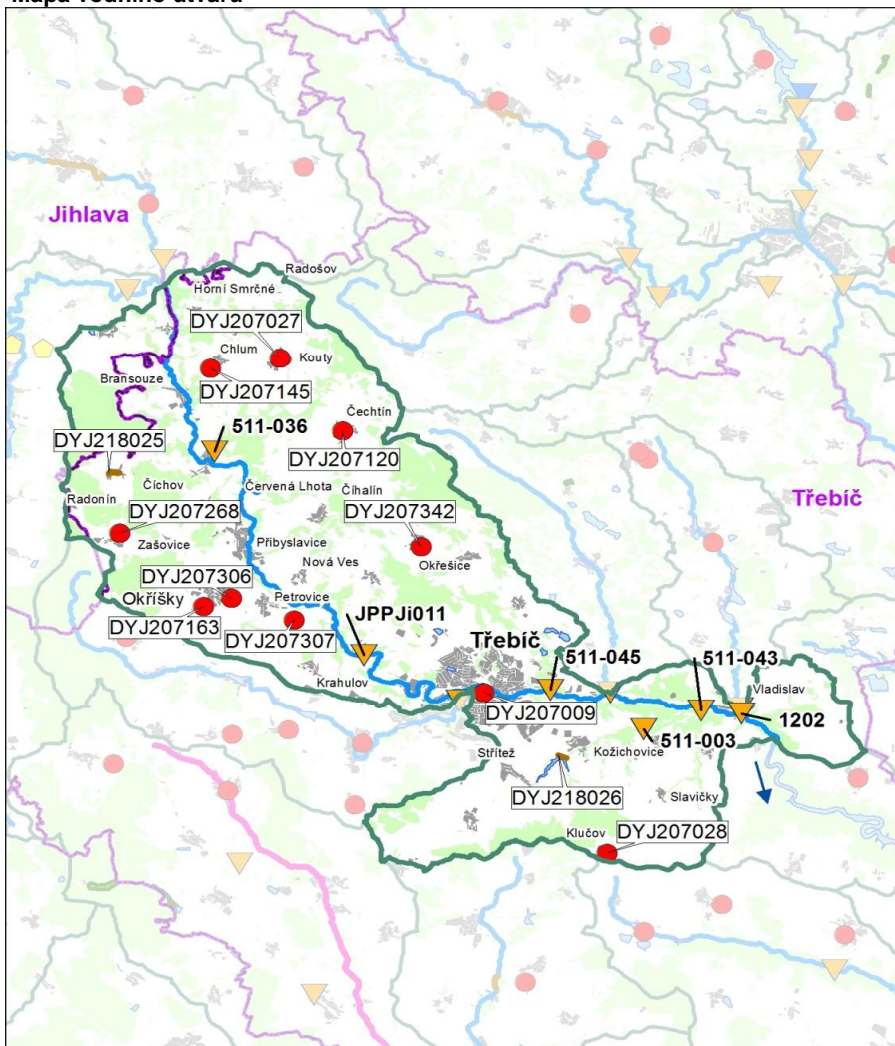 Mapa vodního útvaru
Jihlava
Radošov
Horní Smrčné
DYJ207027
Chlum
Kouty
Bransouze
DYJ207145
511-036
Čechtín
DYJ218025
DYJ207120
Třebíč
Číchov
Červená Lhota
Číhalín
Radonín
DYJ207268
DYJ207342
Zašovice
Přibyslavice
Nová Ves
Okřešice
DYJ207306
Okříšky
Petrovice
JPPJi011
DYJ207163
Třebíč
DYJ207307
511-045
511-043
Krahulov
Vladislav
DYJ207009
1202
Střítež
Kožichovice
511-003
DYJ218026
Slavičky
Klučov
DYJ207028